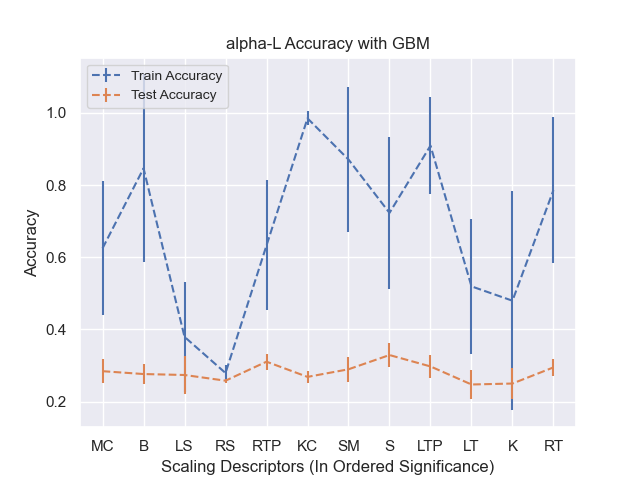 alpha-L Accuracy with GBM
Train Accuracy
Test Accuracy
1.0
0.8
0.6
0.4
0.2
Accuracy
MC B LS RS RTP KC SM S LTP LT K RT
Scaling Descriptors (In Ordered Significance)